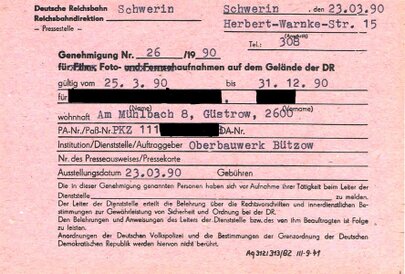 Deutsche Reichsbahn Schwerin Schwerin , den 23.03.90
Reichsbahndirektion Herbert-Warnke-Str. 15
— Pressestelle — (Anschrift)
Tel.: 308
Genehmigung Nr. 26 /19 90
für Filme, Foto- und Fernsehaufnahmen auf dem Gelände der DR
gültig vom 25. 3. 90 bis 31. 12. 90
für
(Name) (Vorname)
wohnhaft Am Mühlbach 8, Güstrow, 2600
PA-Nr./Paß-Nr. PKZ 111 DA-Nr.
Institution/Dienststelle/Auftraggeber Oberbauwerk Bützow
Nr. des Presseausweises/Pressekarte
Ausstellungsdatum 23.03.90 Gebühren
Die in dieser Genehmigung genannten Personen haben sich vor Aufnahme ihrer Tätigkeit beim Leiter der
Dienststelle zu melden.
Der Leiter der Dienststelle erteilt die Belehrung über die Rechtsvorschriften und innerdienstlichen Be-
stimmungen zur Gewährleistung von Sicherheit und Ordnung bei der DR.
Den Belehrungen und Anweisungen des Leiters der Dienststelle bzw. des von ihm Beauftragten ist Folge
zu leisten.
Anordnungen der Deutschen Volkspolizei und die Bestimmungen der Grenzordnung der Deutschen
Demokratischen Republik werden hiervon nicht berührt.
Ag 312/313/82 III-9-41